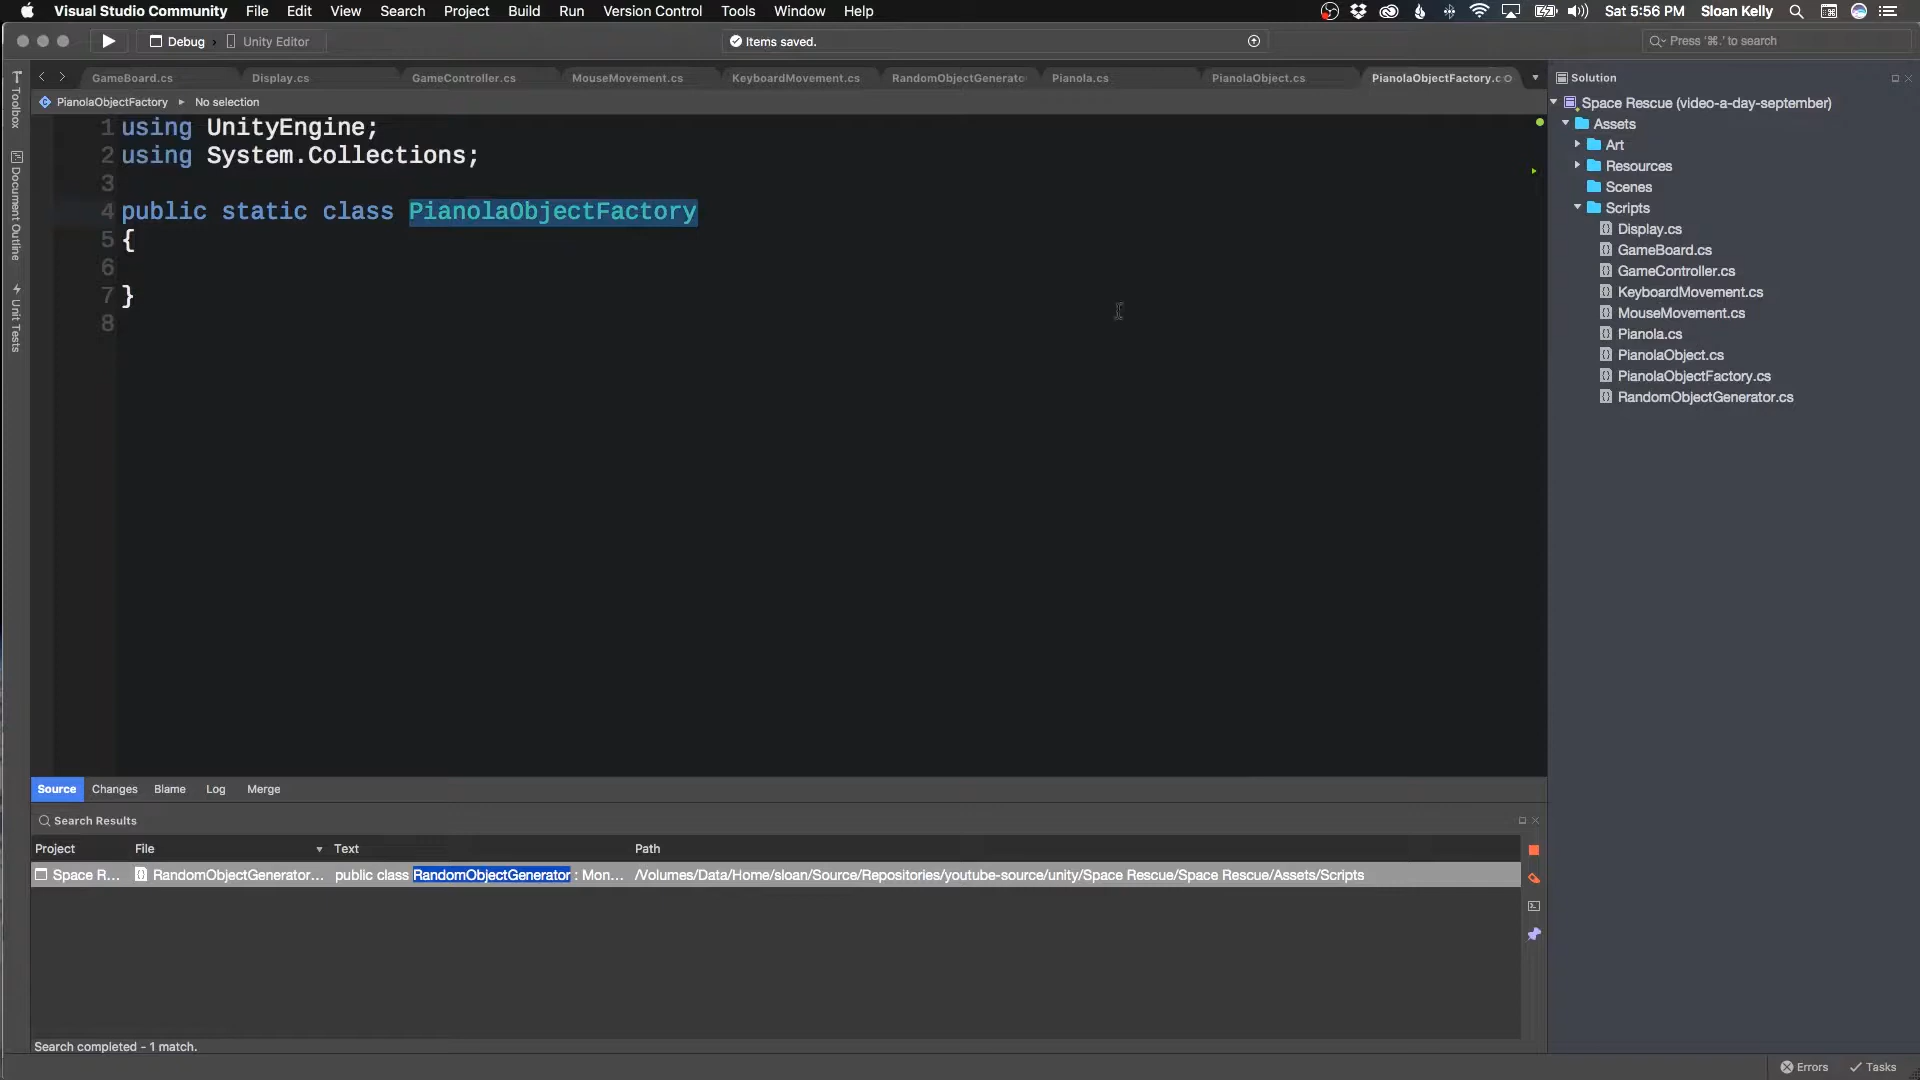 Visual Studio Community File Edit View Search Project Build Run Version Control Tools Window Help Sat 5:56 PM Sloan Kelly
Debug › Unity Editor Items saved. Press '⌘.' to search
GameBoard.cs Display.cs GameController.cs MouseMovement.cs KeyboardMovement.cs RandomObjectGenerato Pianola.cs PianolaObject.cs PianolaObjectFactory.c Solution
PianolaObjectFactory ▸ No selection
Toolbox
Document Outline
Unit Tests
1 using UnityEngine;
2 using System.Collections;
3
4 public static class PianolaObjectFactory
5 {
6
7 }
8
Space Rescue (video-a-day-september)
Assets
Art
Resources
Scenes
Scripts
Display.cs
GameBoard.cs
GameController.cs
KeyboardMovement.cs
MouseMovement.cs
Pianola.cs
PianolaObject.cs
PianolaObjectFactory.cs
RandomObjectGenerator.cs
Source Changes Blame Log Merge
Search Results
Project File Text Path
Space R... RandomObjectGenerator... public class RandomObjectGenerator : Mon... /Volumes/Data/Home/sloan/Source/Repositories/youtube-source/unity/Space Rescue/Space Rescue/Assets/Scripts
Search completed - 1 match.
Errors Tasks